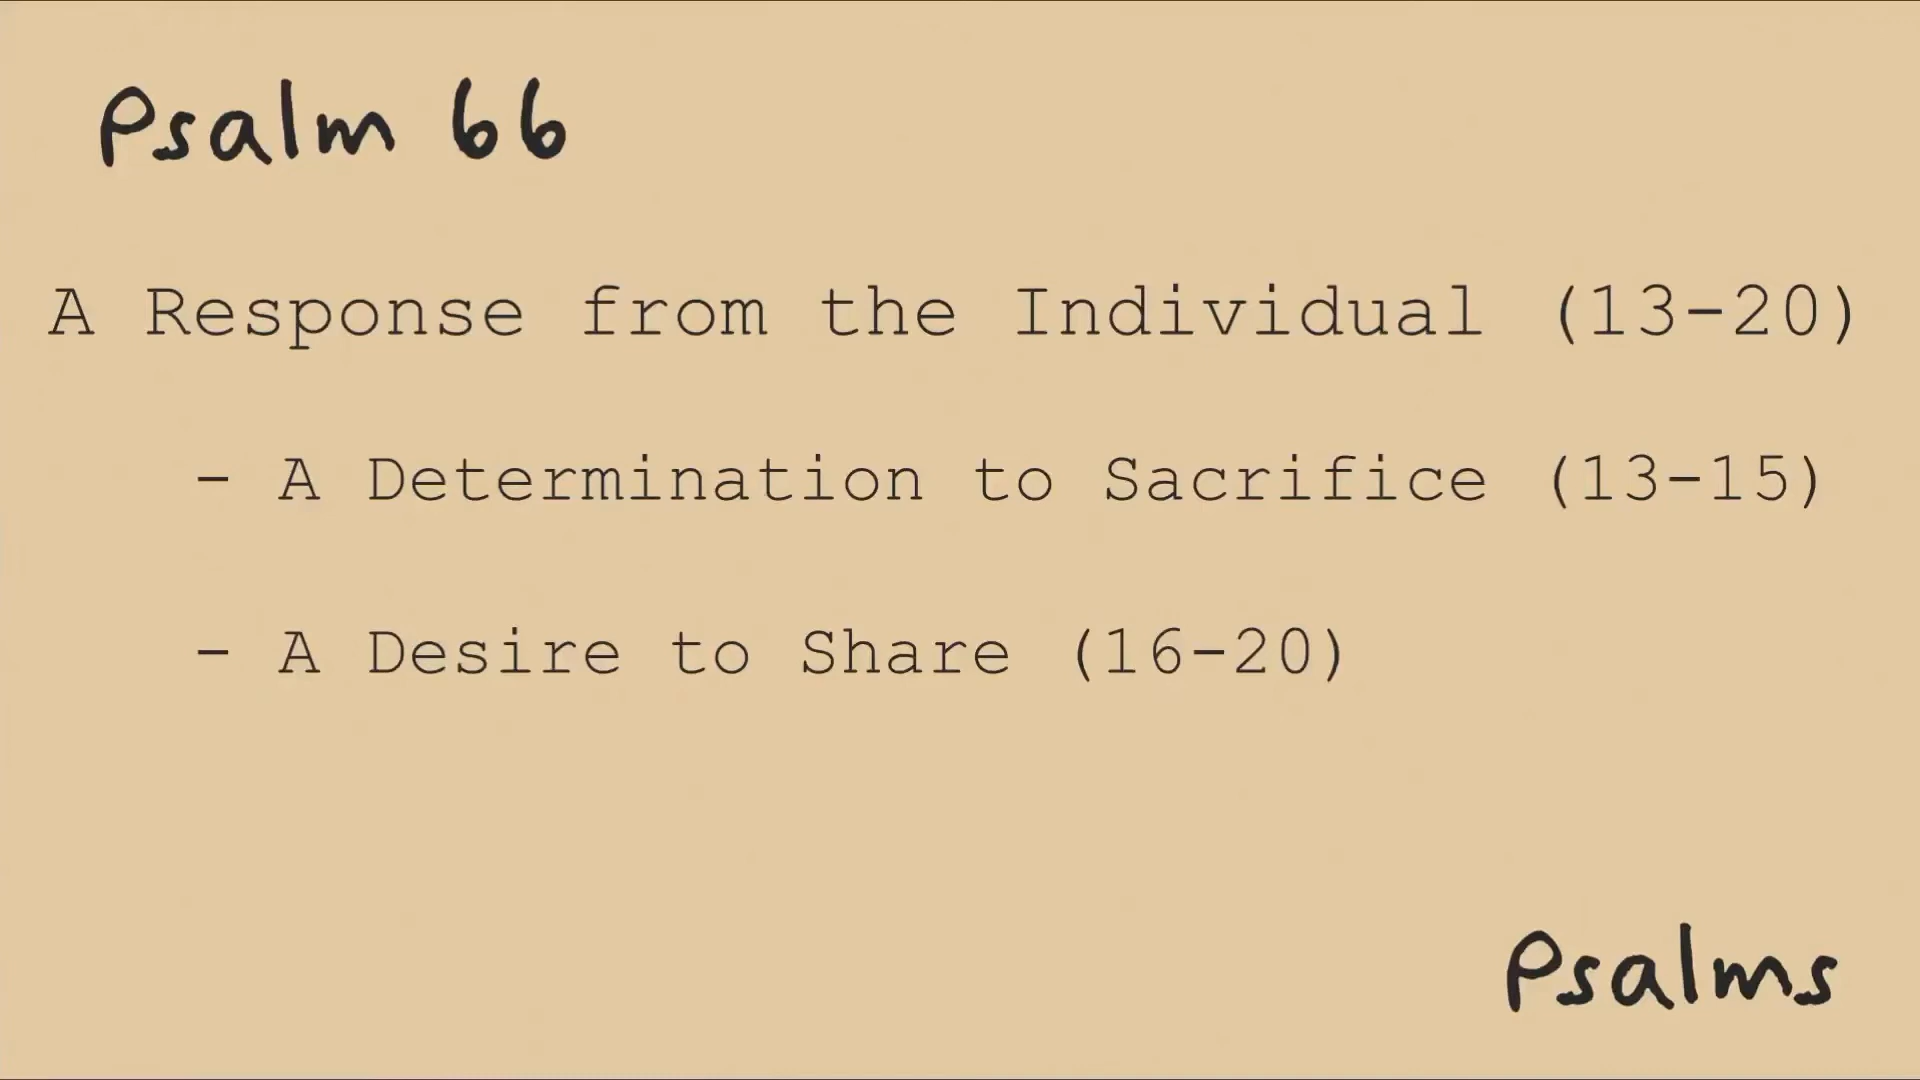 Psalm 66
A Response from the Individual (13-20)
- A Determination to Sacrifice (13-15)
- A Desire to Share (16-20)
Psalms